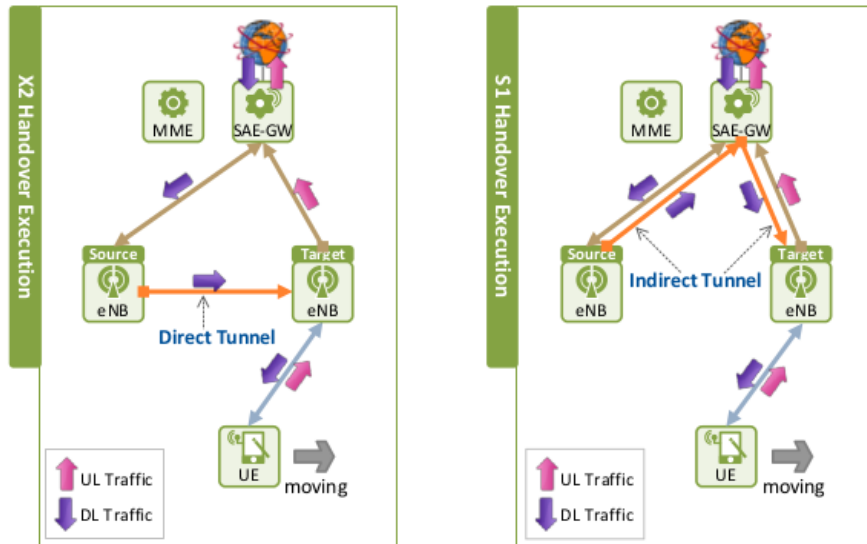 X2 Handover Execution
MME
SAE-GW
Source
eNB
Target
eNB
Direct Tunnel
UE
moving
UL Traffic
DL Traffic
S1 Handover Execution
MME
SAE-GW
Source
eNB
Target
eNB
Indirect Tunnel
UE
moving
UL Traffic
DL Traffic